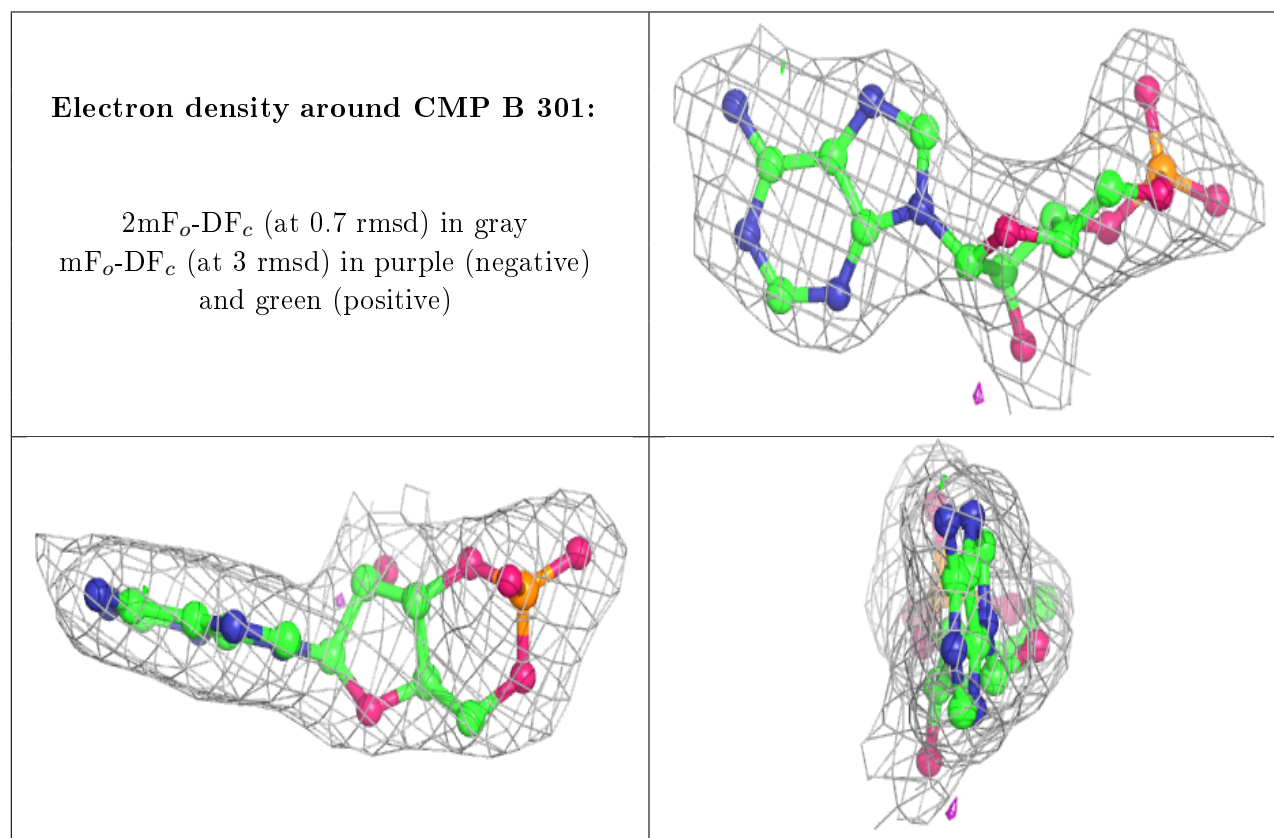 Electron density around CMP B 301:
2mFo-DFc (at 0.7 rmsd) in gray
mFo-DFc (at 3 rmsd) in purple (negative)
and green (positive)